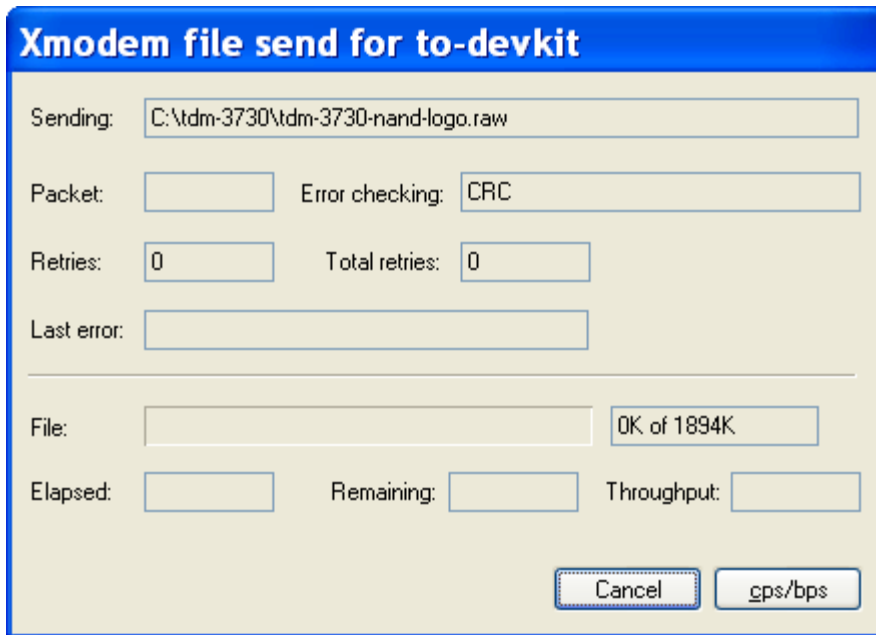 Xmodem file send for to-devkit
Sending: C:\tdm-3730\tdm-3730-nand-logo.raw
Packet: Error checking: CRC
Retries: 0 Total retries: 0
Last error:
File: 0K of 1894K
Elapsed: Remaining: Throughput:
Cancel cps/bps